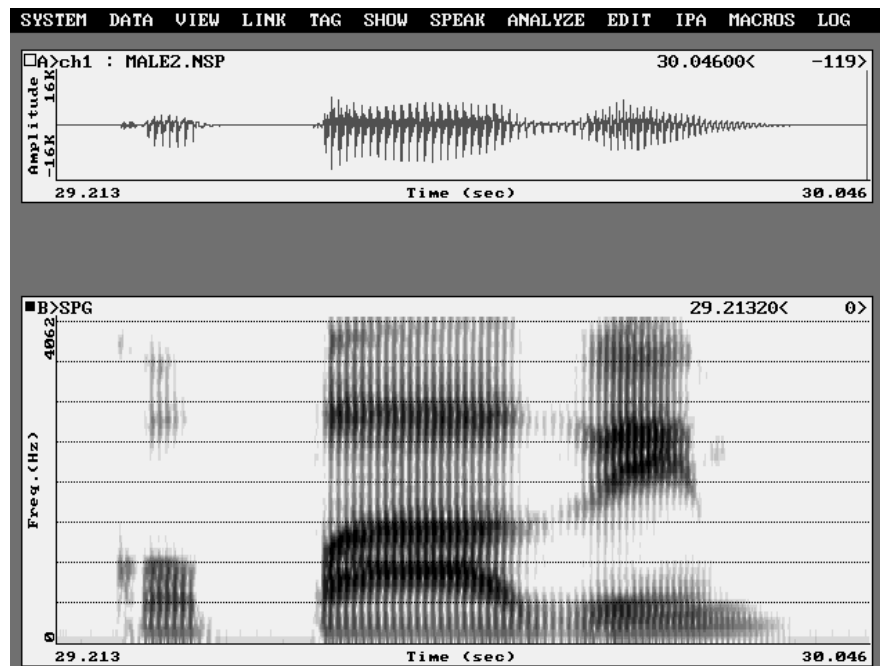 SYSTEM DATA VIEW LINK TAG SHOW SPEAK ANALYZE EDIT IPA MACROS LOG
A>ch1 : MALE2.NSP 30.04600< -119>
Amplitude
16K
-16K
29.213 Time (sec) 30.046
B>SPG 29.21320< 0>
4062
Freq.(Hz)
0
29.213 Time (sec) 30.046